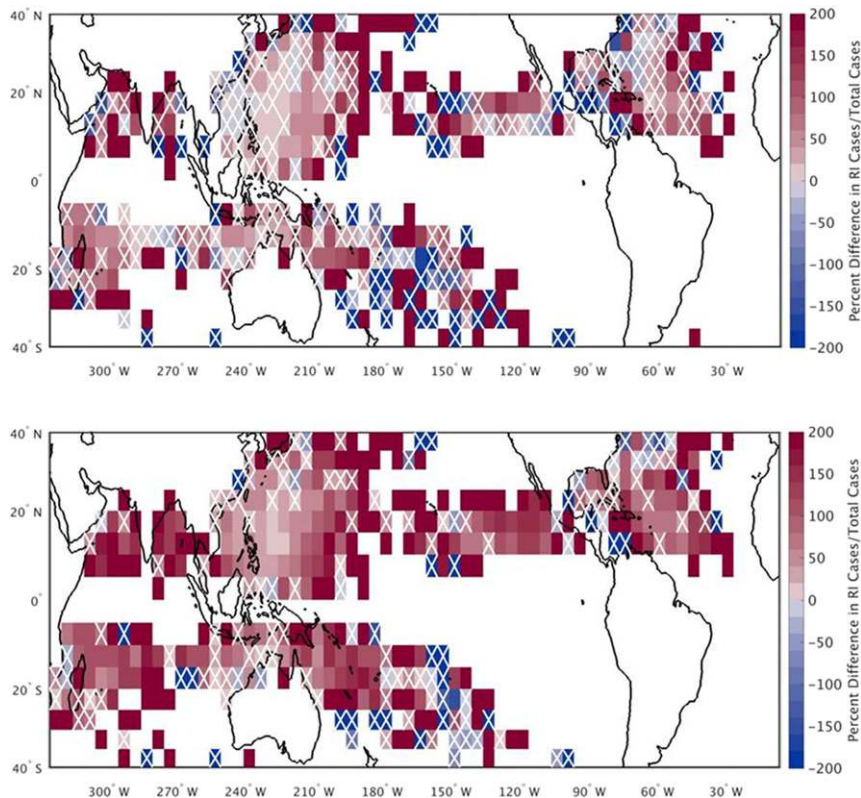 40° N
20° N
0°
20° S
40° S
300° W 270° W 240° W 210° W 180° W 150° W 120° W 90° W 60° W 30° W
200
150
100
50
0
−50
−100
−150
−200
Percent Difference in RI Cases/Total Cases
40° N
20° N
0°
20° S
40° S
300° W 270° W 240° W 210° W 180° W 150° W 120° W 90° W 60° W 30° W
200
150
100
50
0
−50
−100
−150
−200
Percent Difference in RI Cases/Total Cases